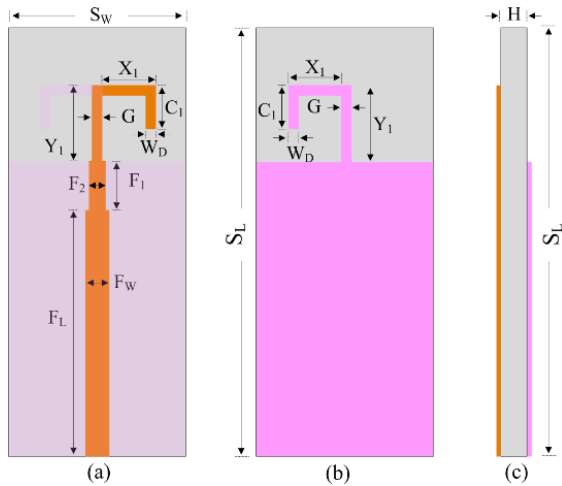 S_W
X_1
C_1
G
W_D
Y_1
F_2
F_1
F_W
F_L
(a)
X_1
C_1
G
W_D
Y_1
S_L
(b)
H
S_L
(c)